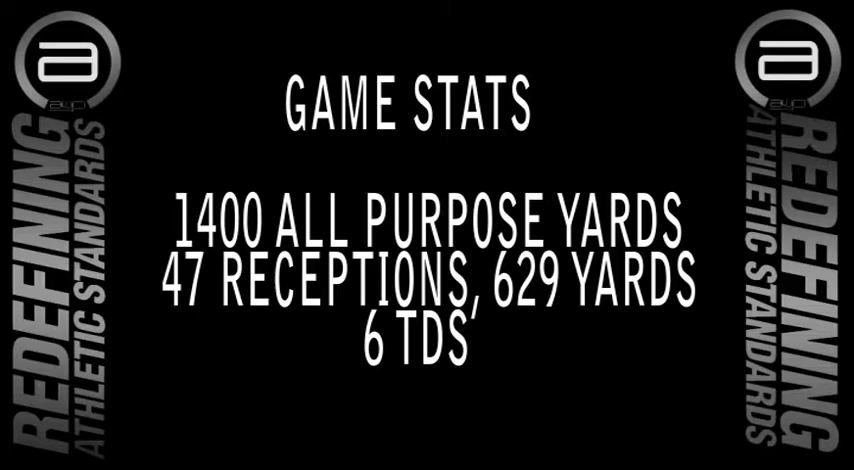 GAME STATS
1400 ALL PURPOSE YARDS
47 RECEPTIONS, 629 YARDS
6 TDS
REDEFINING
ATHLETIC STANDARDS
REDEFINING
ATHLETIC STANDARDS